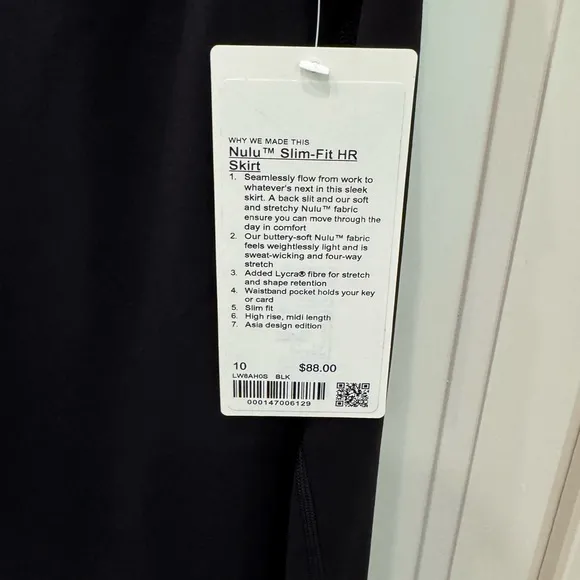 WHY WE MADE THIS
Nulu™ Slim-Fit HR
Skirt
1. Seamlessly flow from work to
whatever's next in this sleek
skirt. A back slit and our soft
and stretchy Nulu™ fabric
ensure you can move through the
day in comfort
2. Our buttery-soft Nulu™ fabric
feels weightlessly light and is
sweat-wicking and four-way
stretch
3. Added Lycra® fibre for stretch
and shape retention
4. Waistband pocket holds your key
or card
5. Slim fit
6. High rise, midi length
7. Asia design edition
10 $88.00
LW8AH0S BLK
000147006129